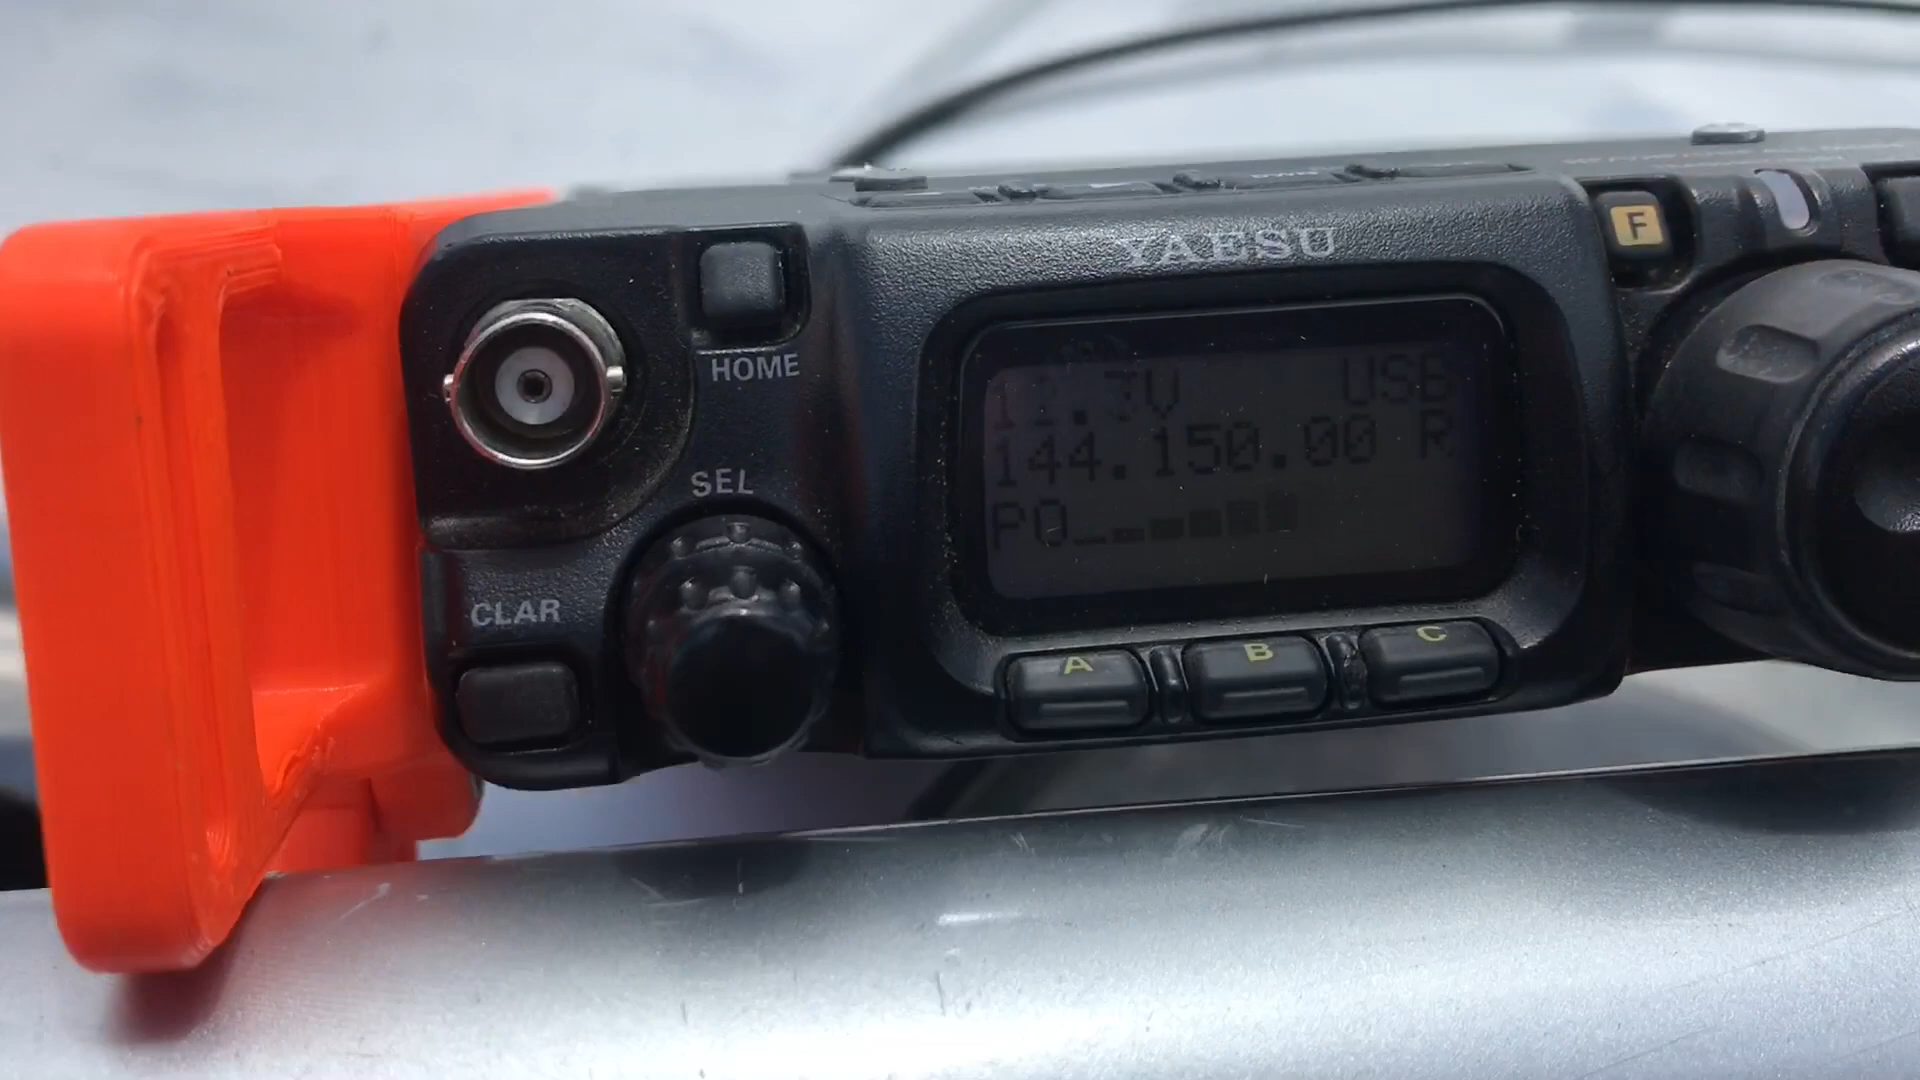 YAESU
F
HOME
USB
144.150.00 R
PO
SEL
CLAR
A B C